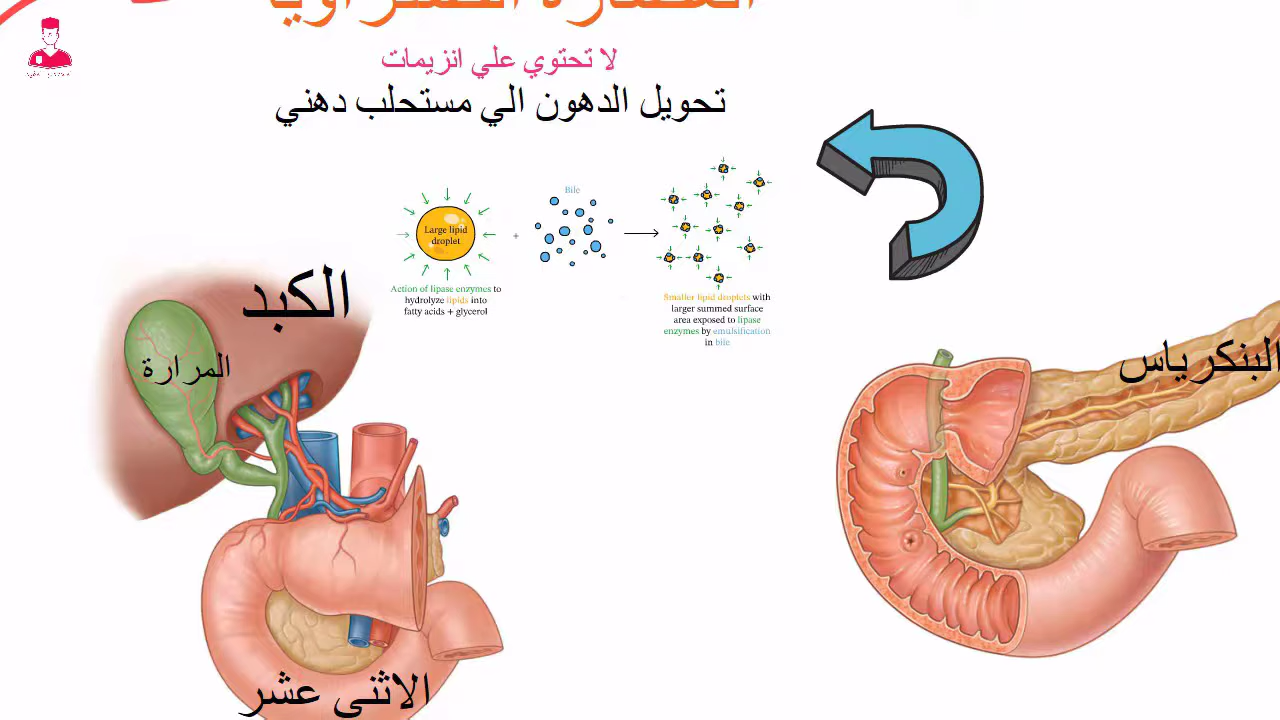 لا تحتوي علي انزيمات
تحويل الدهون الي مستحلب دهني
Bile
Large lipid
droplet
+
Action of lipase enzymes to
hydrolyze lipids into
fatty acids + glycerol
Smaller lipid droplets with
larger summed surface
area exposed to lipase
enzymes by emulsification
in bile
الكبد
المرارة
البنكرياس
الاثنى عشر